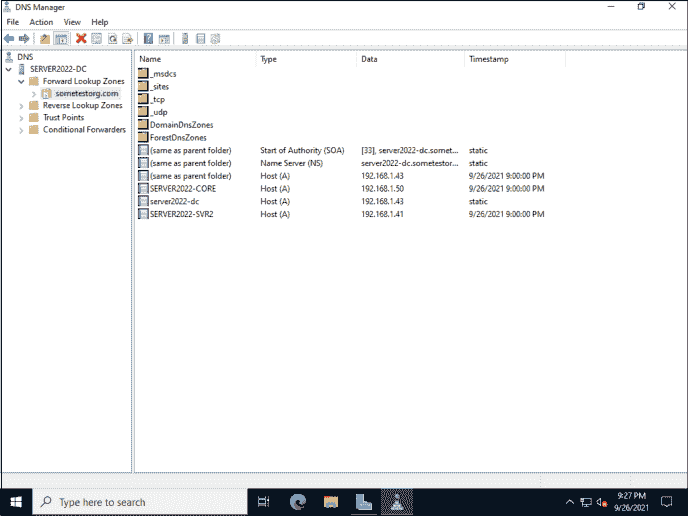 DNS Manager
File Action View Help
DNS
SERVER2022-DC
Forward Lookup Zones
sometestorg.com
Reverse Lookup Zones
Trust Points
Conditional Forwarders
Name Type Data Timestamp
_msdcs
_sites
_tcp
_udp
DomainDnsZones
ForestDnsZones
(same as parent folder) Start of Authority (SOA) [33], server2022-dc.somet... static
(same as parent folder) Name Server (NS) server2022-dc.sometestor... static
(same as parent folder) Host (A) 192.168.1.43 9/26/2021 9:00:00 PM
SERVER2022-CORE Host (A) 192.168.1.50 9/26/2021 9:00:00 PM
server2022-dc Host (A) 192.168.1.43 static
SERVER2022-SVR2 Host (A) 192.168.1.41 9/26/2021 9:00:00 PM
Type here to search
9:27 PM
9/26/2021